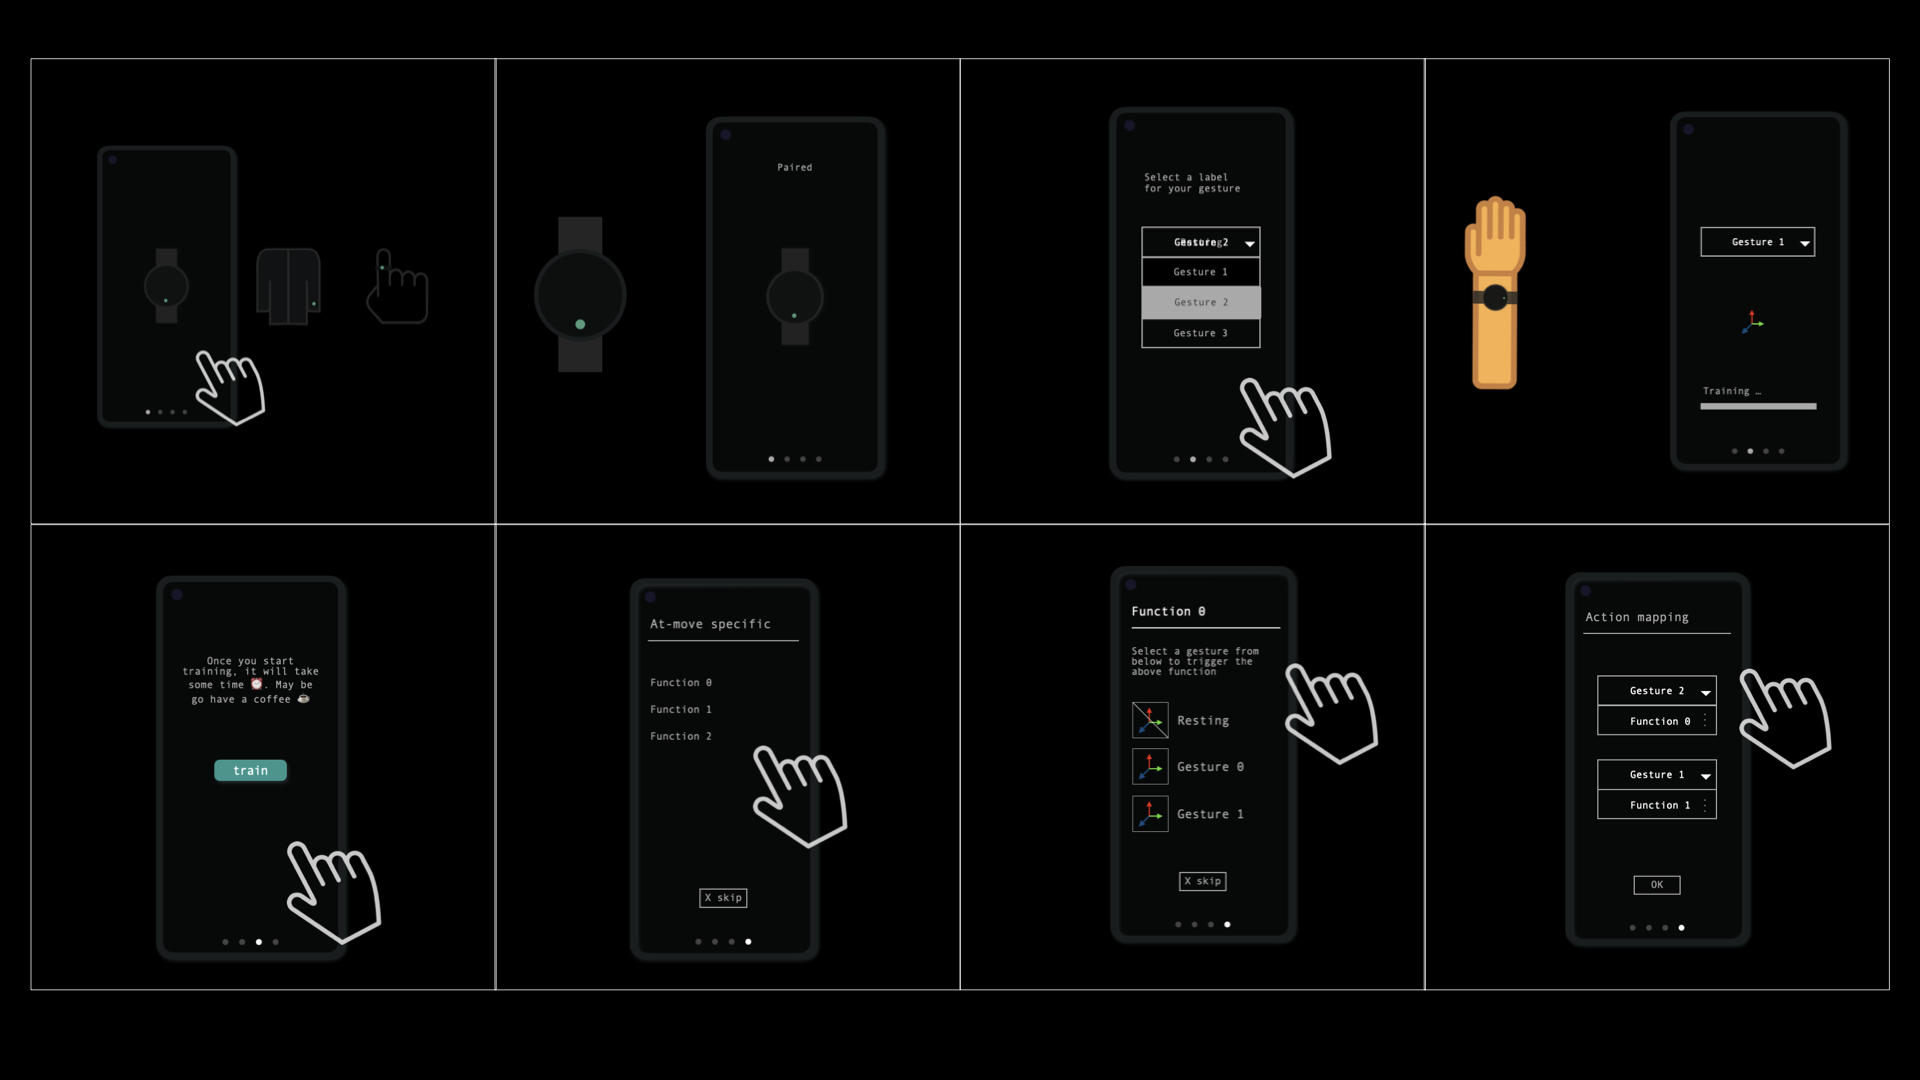 Paired
Select a label
for your gesture
Gesture 2
Gesture 1
Gesture 2
Gesture 3
Gesture 1
Training …
Once you start
training, it will take
some time ⏰. May be
go have a coffee ☕
train
At-move specific
Function 0
Function 1
Function 2
X skip
Function 0
Select a gesture from
below to trigger the
above function
Resting
Gesture 0
Gesture 1
X skip
Action mapping
Gesture 2
Function 0
Gesture 1
Function 1
OK